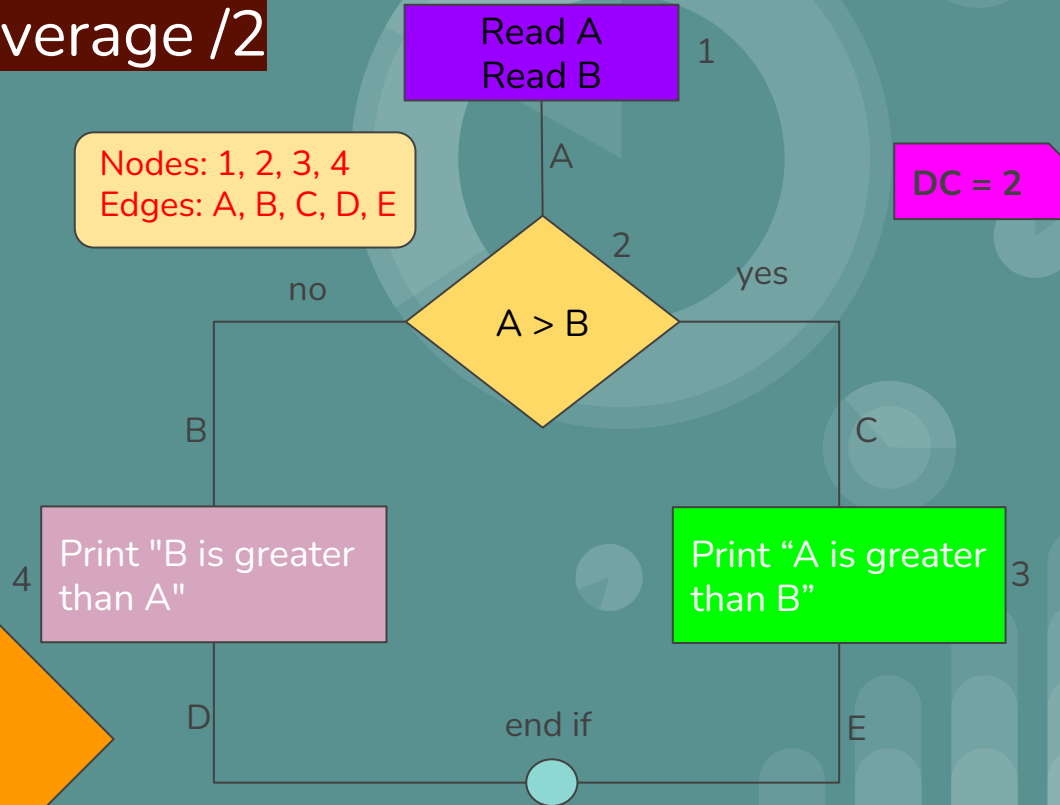 verage /2
Read A
Read B
1
A
Nodes: 1, 2, 3, 4
Edges: A, B, C, D, E
DC = 2
2
no
yes
A > B
B
C
Print "B is greater
than A"
4
Print “A is greater
than B”
3
D
end if
E